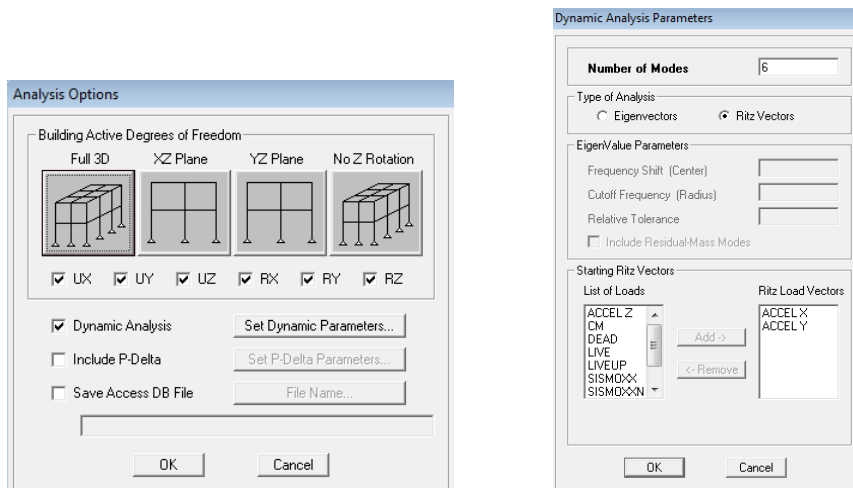 Analysis Options
Building Active Degrees of Freedom
Full 3D XZ Plane YZ Plane No Z Rotation
UX UY UZ RX RY RZ
Dynamic Analysis Set Dynamic Parameters...
Include P-Delta Set P-Delta Parameters...
Save Access DB File File Name...
OK Cancel
Dynamic Analysis Parameters
Number of Modes 6
Type of Analysis
Eigenvectors Ritz Vectors
EigenValue Parameters
Frequency Shift (Center)
Cutoff Frequency (Radius)
Relative Tolerance
Include Residual-Mass Modes
Starting Ritz Vectors
List of Loads Ritz Load Vectors
ACCEL Z ACCEL X
CM ACCEL Y
DEAD Add ->
LIVE
LIVEUP <- Remove
SISMOXX
SISMOXXN
OK Cancel